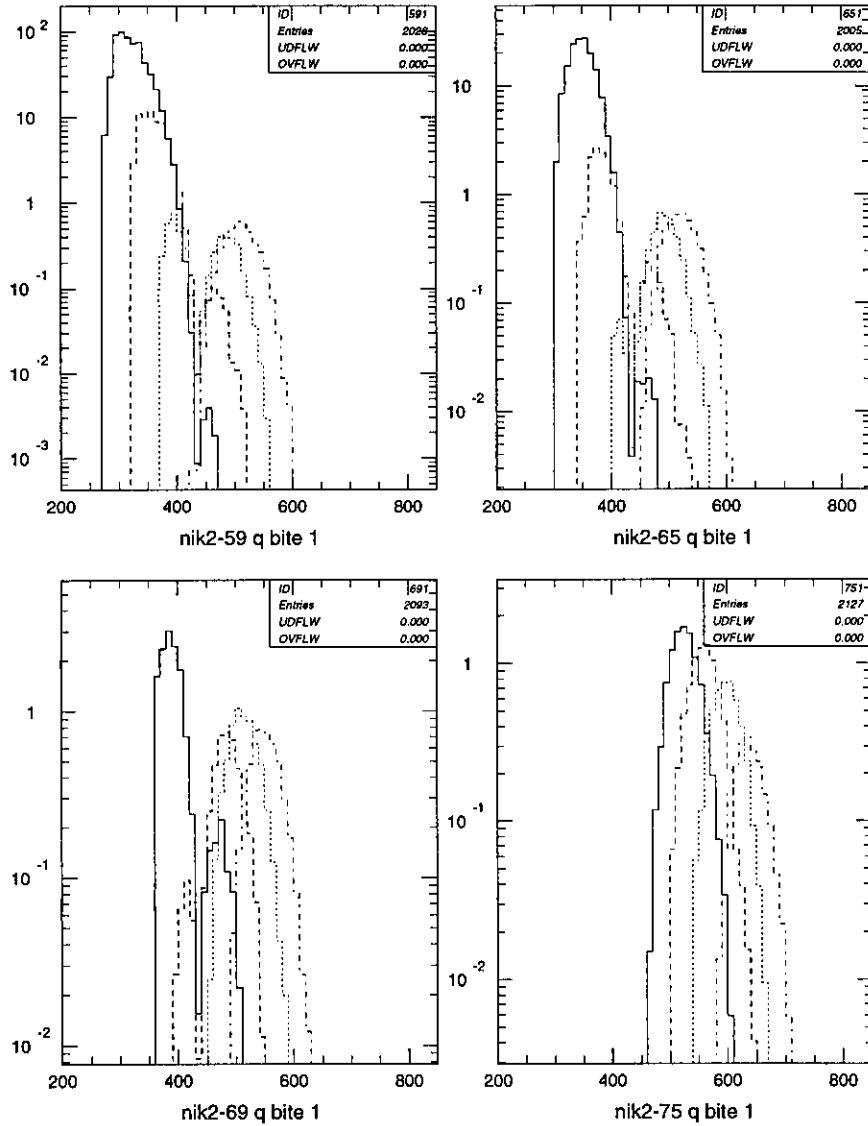 ID 591
Entries 2028
UDFLW 0.000
OVFLW 0.000
10^2
10
1
10^-1
10^-2
10^-3
200 400 600 800
nik2-59 q bite 1
ID 651
Entries 2005
UDFLW 0.000
OVFLW 0.000
10
1
10^-1
10^-2
200 400 600 800
nik2-65 q bite 1
ID 691
Entries 2093
UDFLW 0.000
OVFLW 0.000
1
10^-1
10^-2
200 400 600 800
nik2-69 q bite 1
ID 751
Entries 2127
UDFLW 0.000
OVFLW 0.000
1
10^-1
10^-2
200 400 600 800
nik2-75 q bite 1